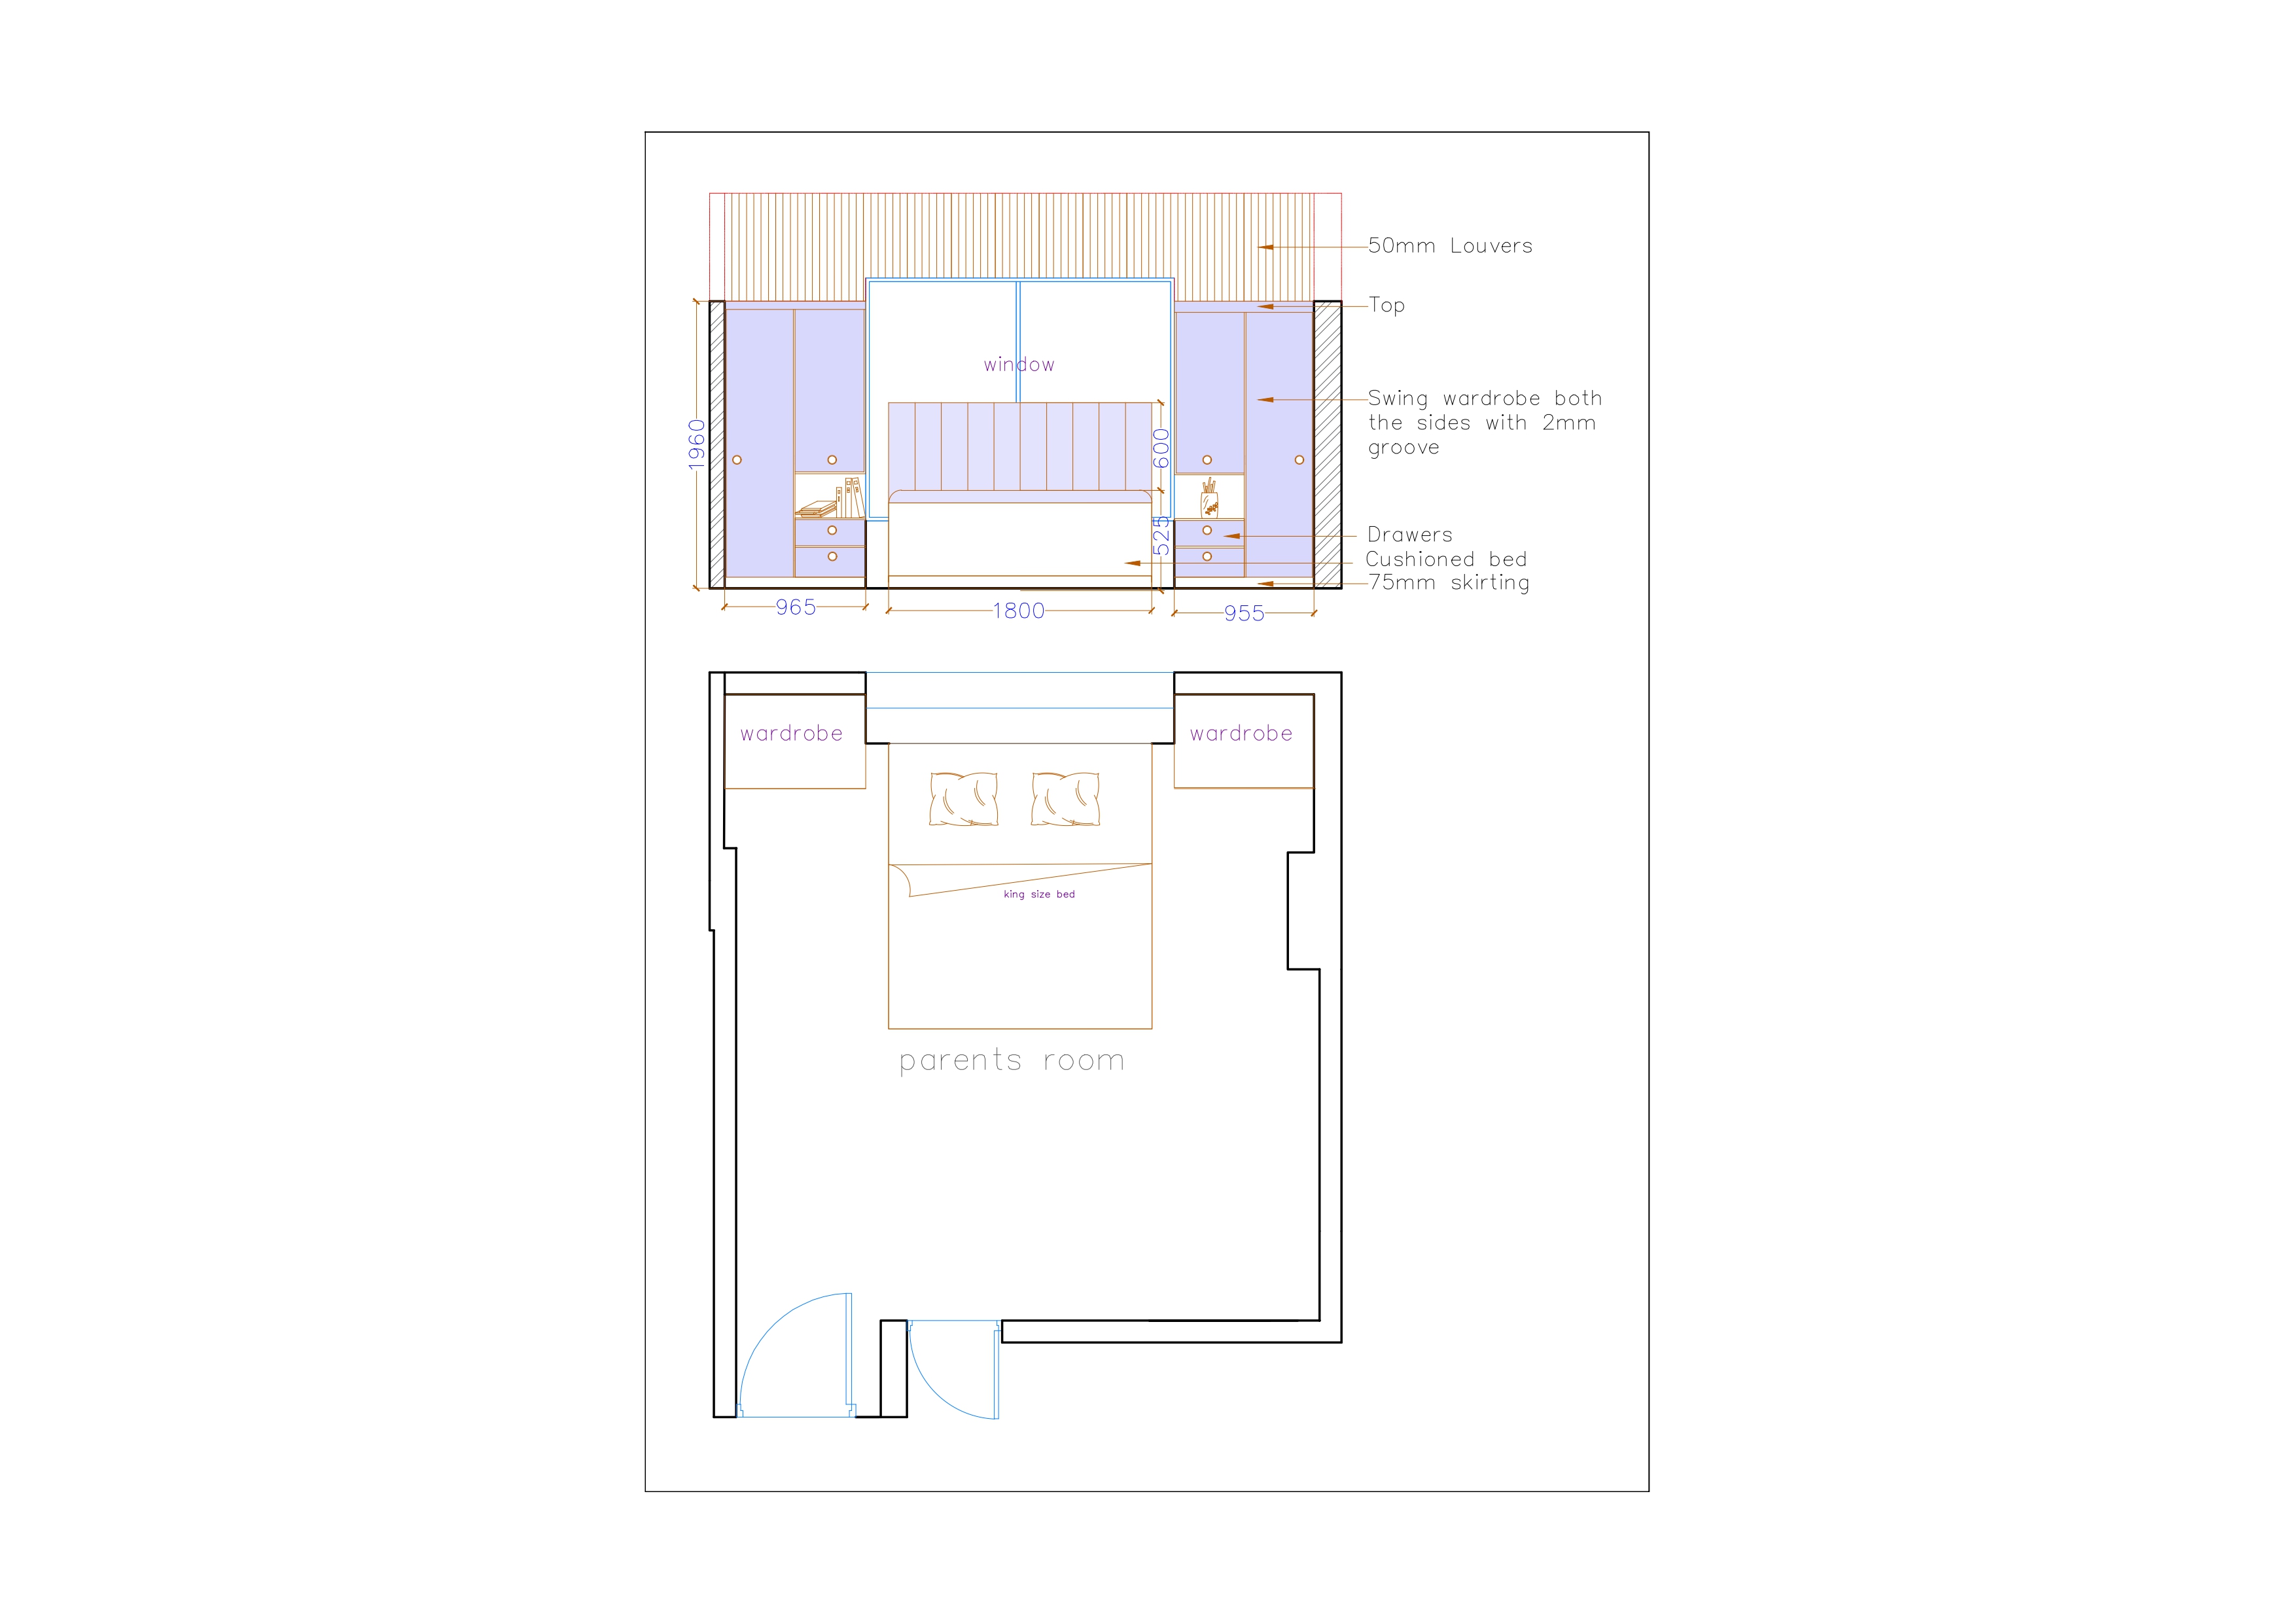 50mm Louvers
Top
window
Swing wardrobe both
the sides with 2mm
groove
1960
600
525
Drawers
Cushioned bed
75mm skirting
965
1800
955
wardrobe
wardrobe
king size bed
parents room